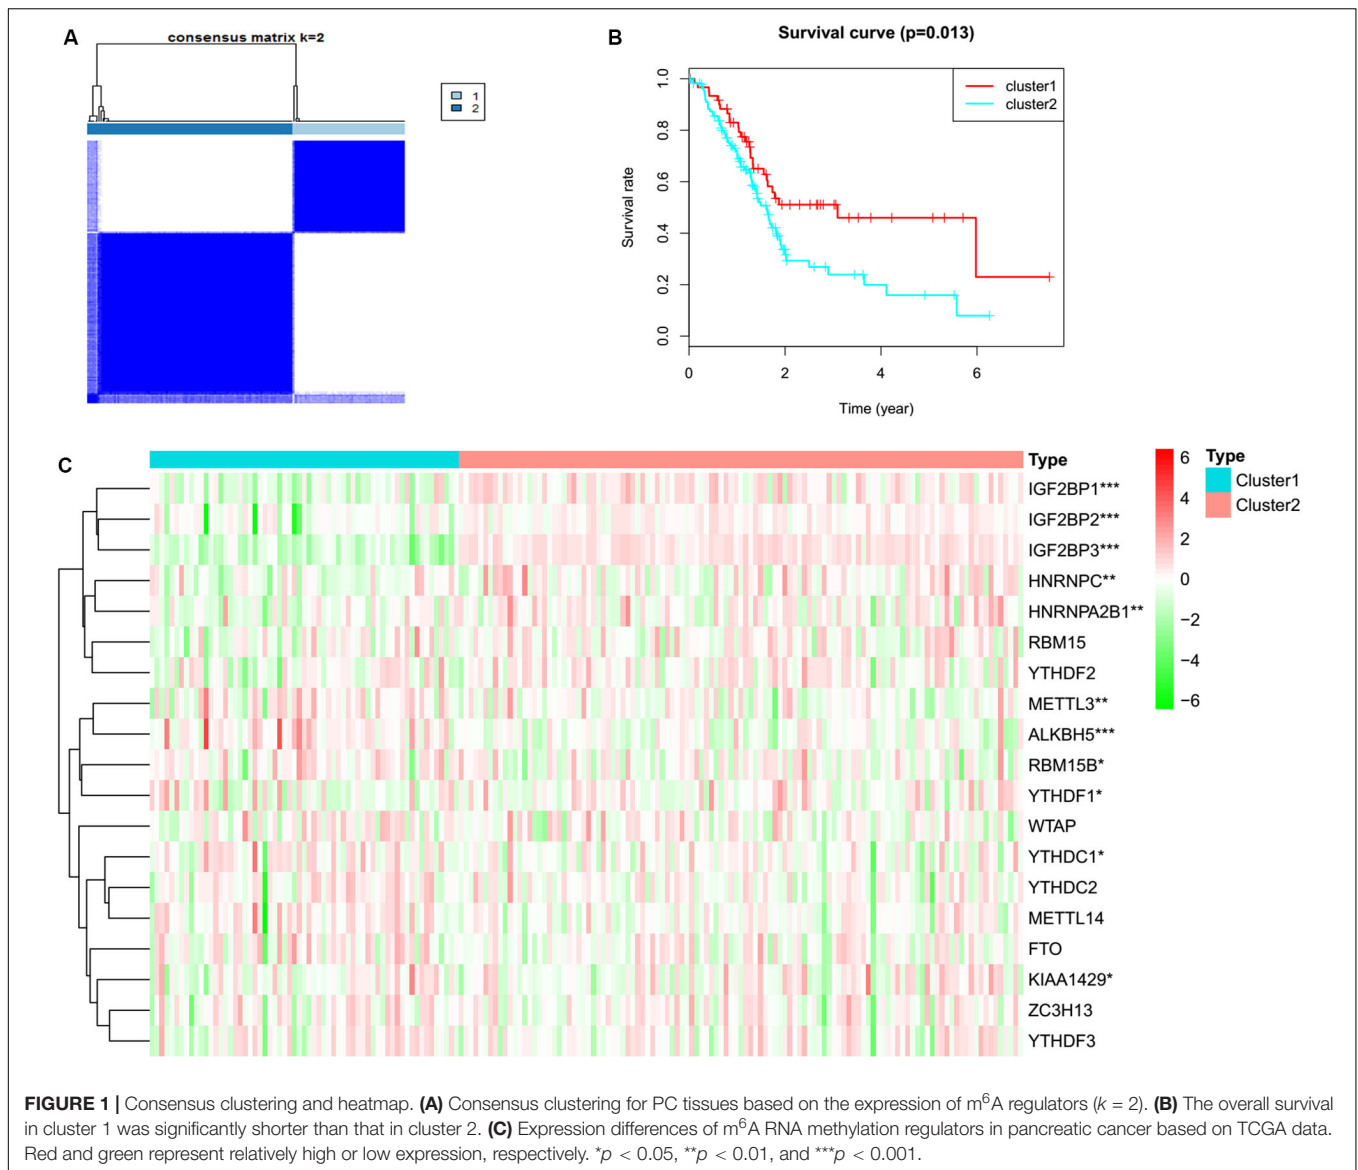 A
consensus matrix k=2
1
2
B
Survival curve (p=0.013)
cluster1
cluster2
Survival rate
0.0
0.2
0.4
0.6
0.8
1.0
0
2
4
6
Time (year)
C
Type
IGF2BP1***
IGF2BP2***
IGF2BP3***
HNRNPC**
HNRNPA2B1**
RBM15
YTHDF2
METTL3**
ALKBH5***
RBM15B*
YTHDF1*
WTAP
YTHDC1*
YTHDC2
METTL14
FTO
KIAA1429*
ZC3H13
YTHDF3
6
4
2
0
−2
−4
−6
Type
Cluster1
Cluster2
FIGURE 1 | Consensus clustering and heatmap. (A) Consensus clustering for PC tissues based on the expression of m⁶A regulators (k = 2). (B) The overall survival
in cluster 1 was significantly shorter than that in cluster 2. (C) Expression differences of m⁶A RNA methylation regulators in pancreatic cancer based on TCGA data.
Red and green represent relatively high or low expression, respectively. *p < 0.05, **p < 0.01, and ***p < 0.001.